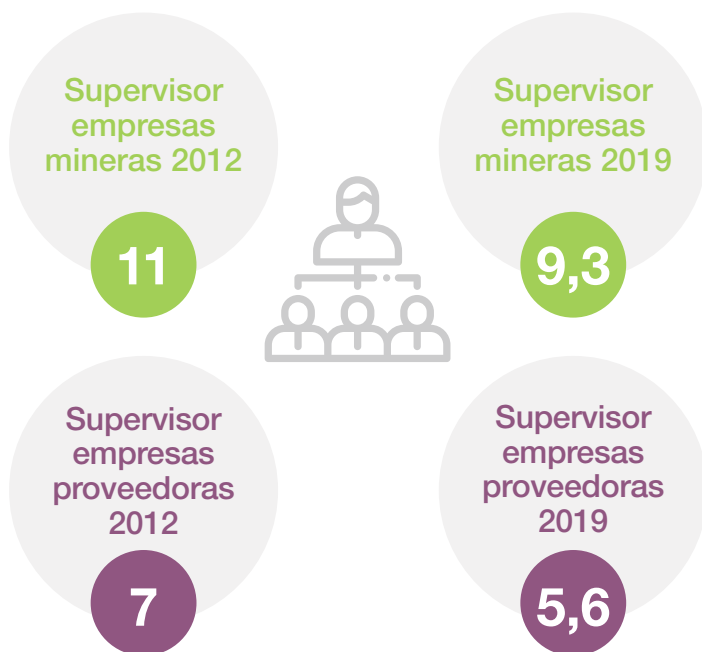 Supervisor
empresas
mineras 2012
11
Supervisor
empresas
mineras 2019
9,3
Supervisor
empresas
proveedoras
2012
7
Supervisor
empresas
proveedoras
2019
5,6